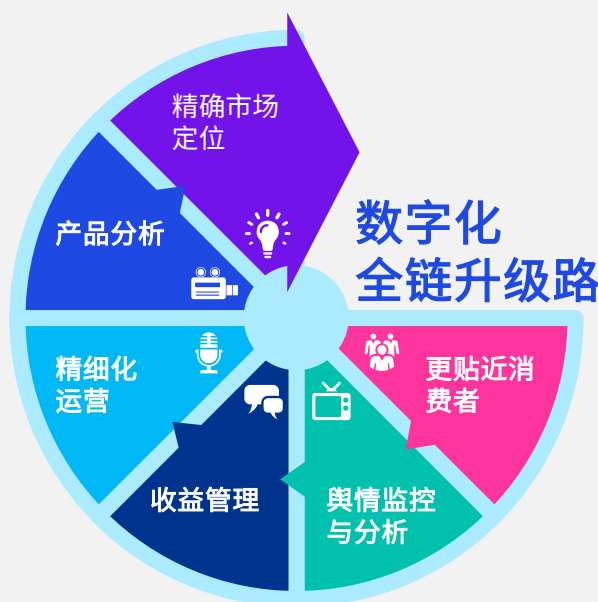 精确市场
定位
产品分析
数字化
全链升级路
精细化
运营
更贴近消
费者
收益管理
舆情监控
与分析